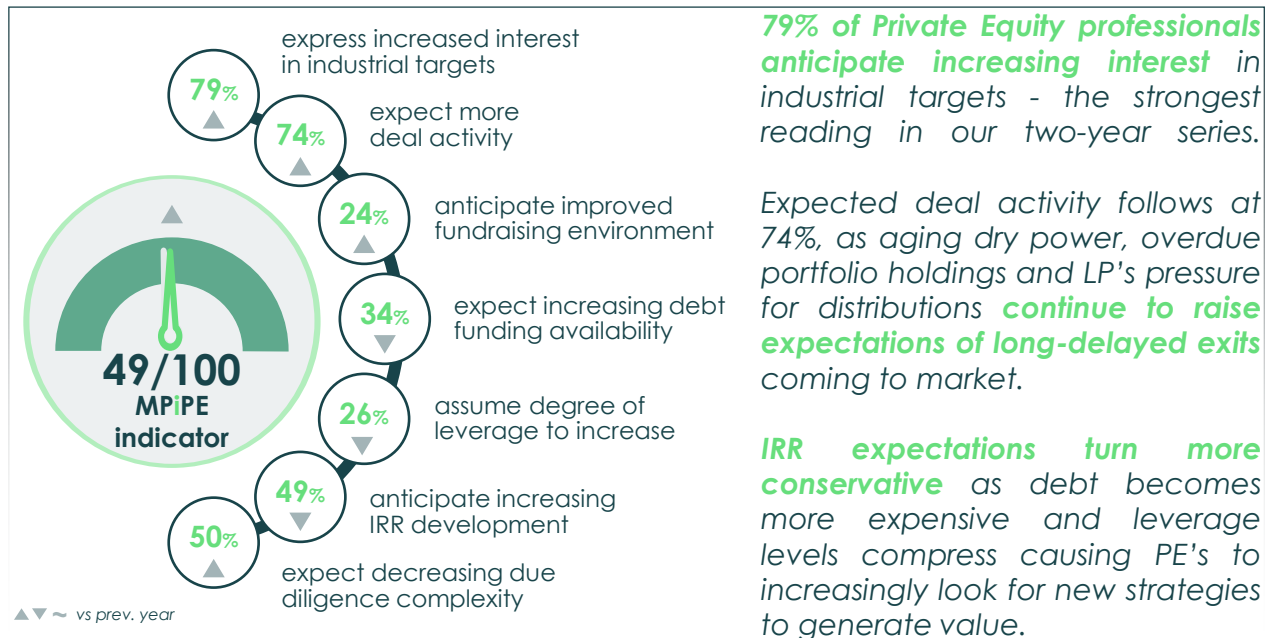 79%
express increased interest
in industrial targets
74%
expect more
deal activity
24%
anticipate improved
fundraising environment
34%
expect increasing debt
funding availability
26%
assume degree of
leverage to increase
49%
anticipate increasing
IRR development
50%
expect decreasing due
diligence complexity
49/100
MPiPE
indicator
▲▼~ vs prev. year
79% of Private Equity professionals
anticipate increasing interest in
industrial targets - the strongest
reading in our two-year series.
Expected deal activity follows at
74%, as aging dry power, overdue
portfolio holdings and LP's pressure
for distributions continue to raise
expectations of long-delayed exits
coming to market.
IRR expectations turn more
conservative as debt becomes
more expensive and leverage
levels compress causing PE's to
increasingly look for new strategies
to generate value.